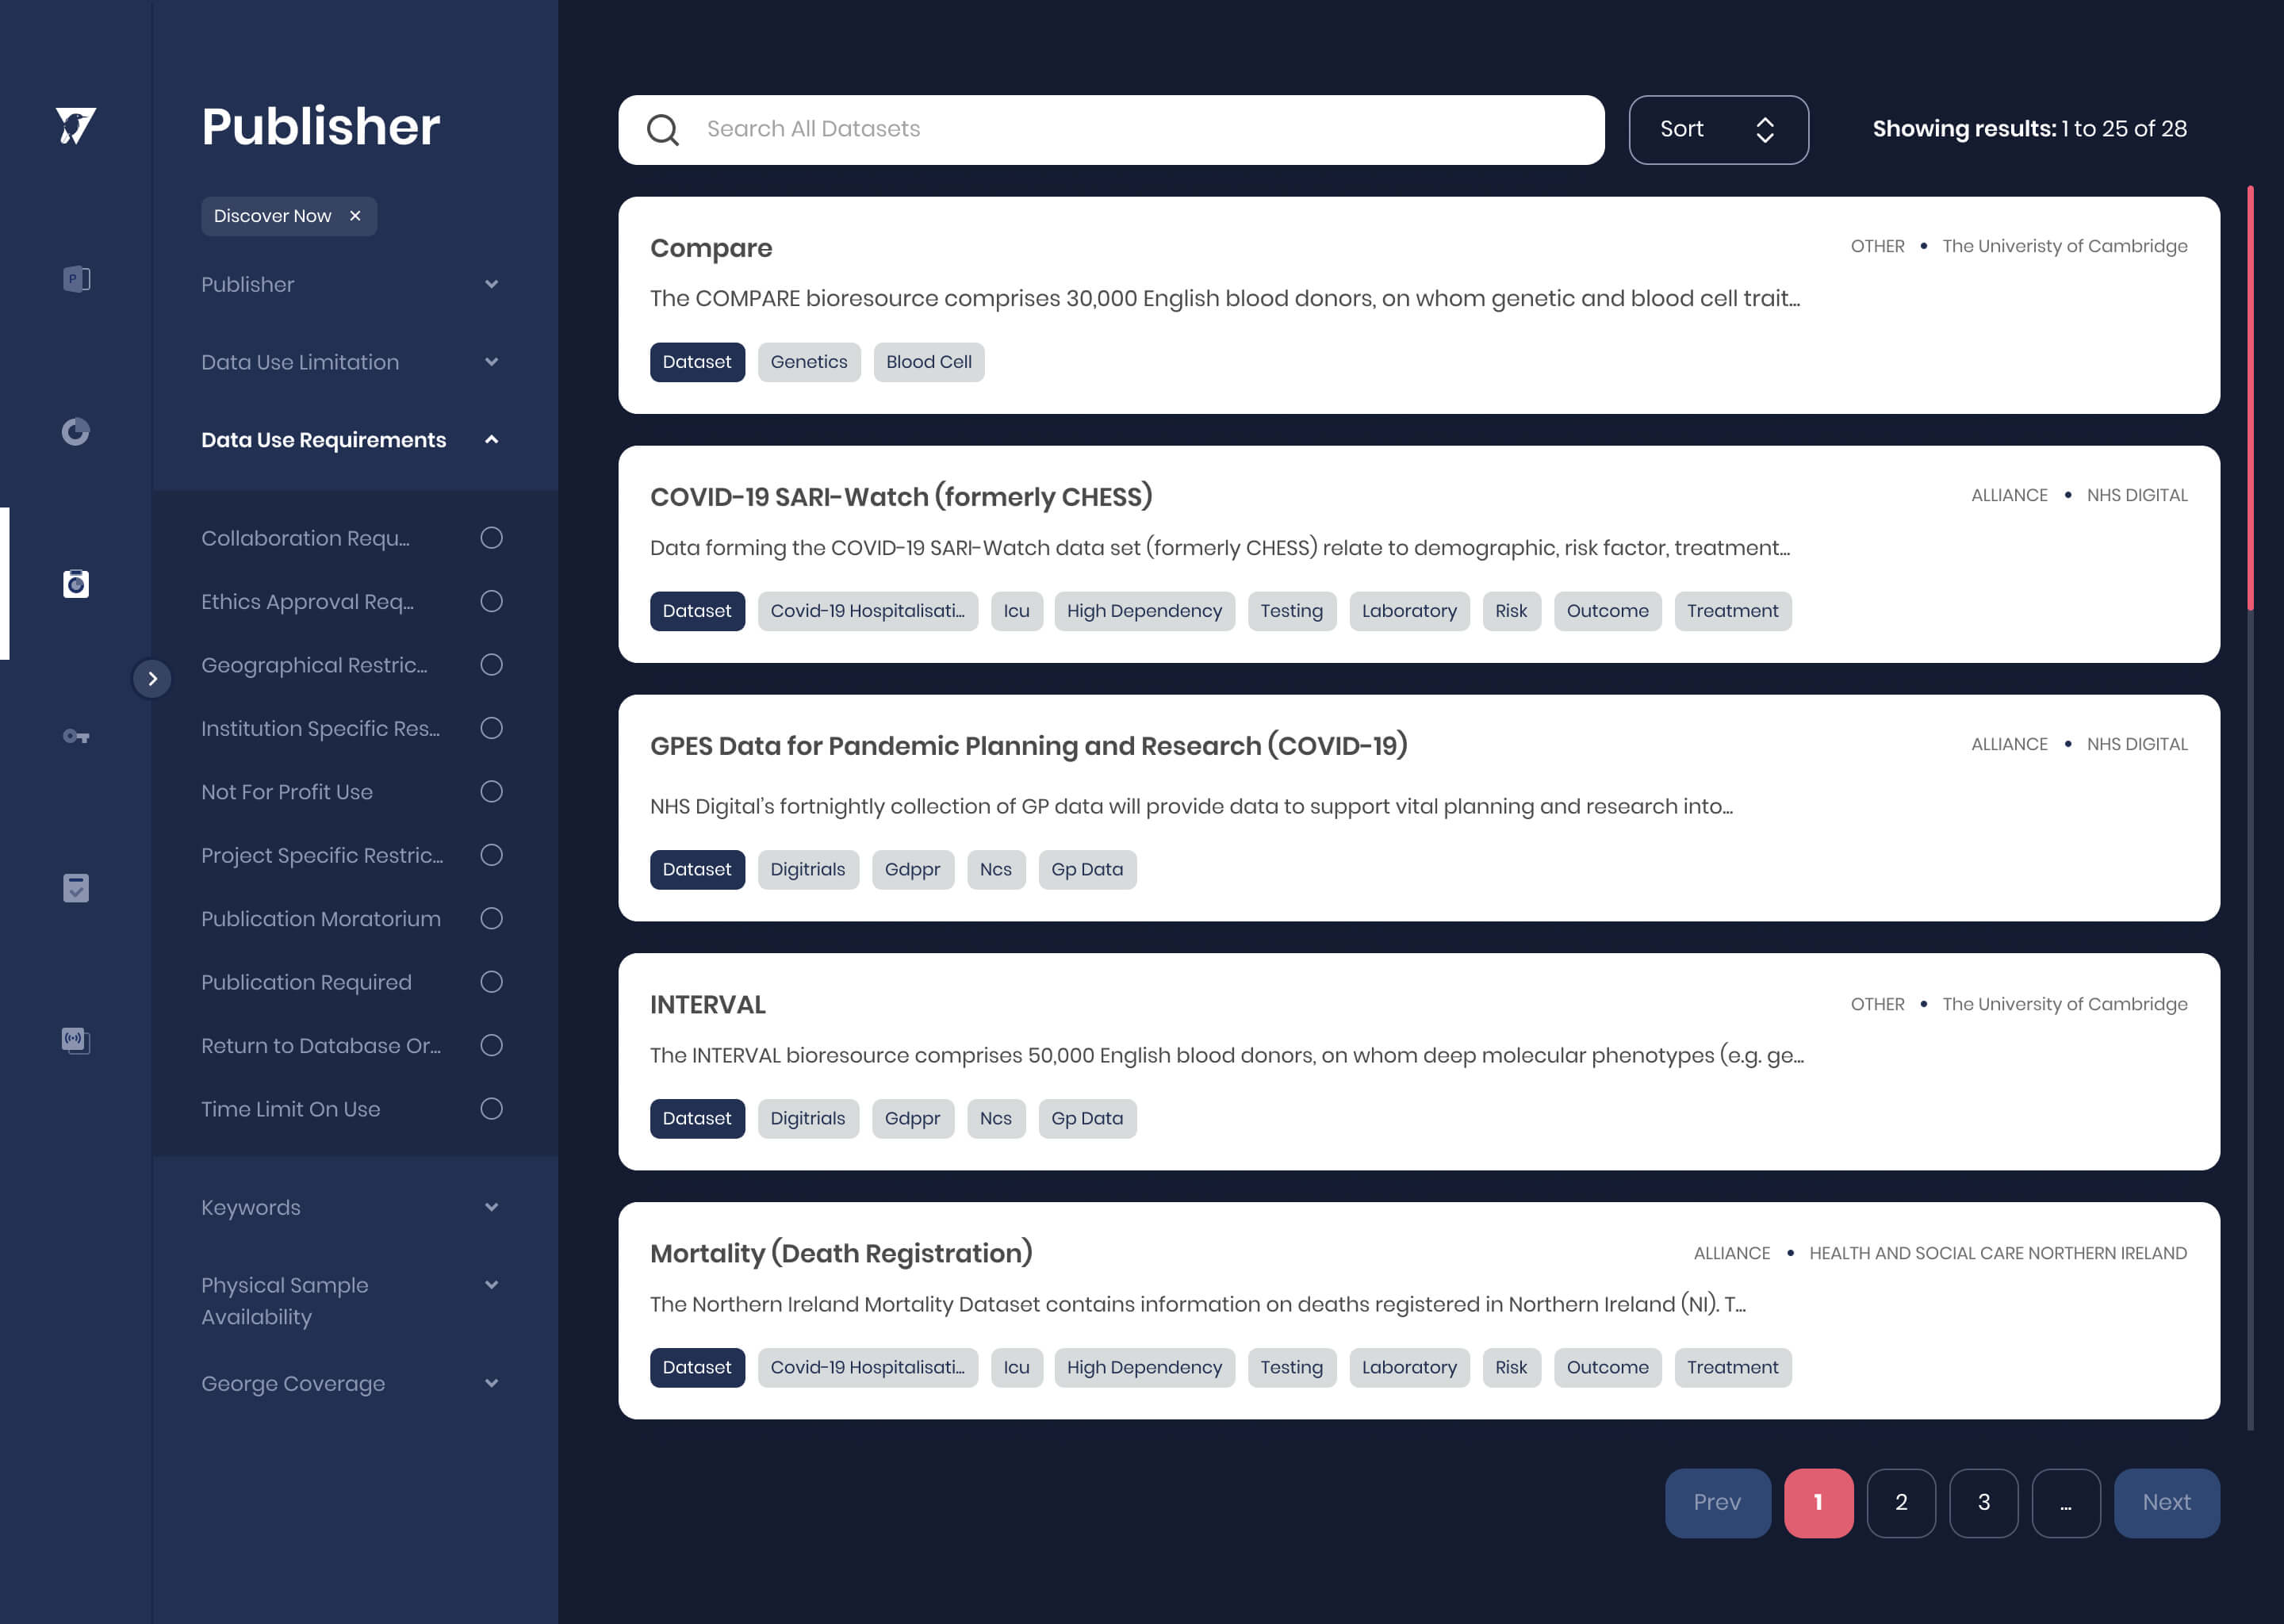 Publisher
Discover Now ×
Publisher
Data Use Limitation
Data Use Requirements
Collaboration Requ...
Ethics Approval Req...
Geographical Restric...
Institution Specific Res...
Not For Profit Use
Project Specific Restric...
Publication Moratorium
Publication Required
Return to Database Or...
Time Limit On Use
Keywords
Physical Sample
Availability
George Coverage
P
Search All Datasets
Sort
Showing results: 1 to 25 of 28
Compare
OTHER • The Univeristy of Cambridge
The COMPARE bioresource comprises 30,000 English blood donors, on whom genetic and blood cell trait...
Dataset Genetics Blood Cell
COVID-19 SARI-Watch (formerly CHESS)
ALLIANCE • NHS DIGITAL
Data forming the COVID-19 SARI-Watch data set (formerly CHESS) relate to demographic, risk factor, treatment...
Dataset Covid-19 Hospitalisati... Icu High Dependency Testing Laboratory Risk Outcome Treatment
GPES Data for Pandemic Planning and Research (COVID-19)
ALLIANCE • NHS DIGITAL
NHS Digital's fortnightly collection of GP data will provide data to support vital planning and research into...
Dataset Digitrials Gdppr Ncs Gp Data
INTERVAL
OTHER • The University of Cambridge
The INTERVAL bioresource comprises 50,000 English blood donors, on whom deep molecular phenotypes (e.g. ge...
Dataset Digitrials Gdppr Ncs Gp Data
Mortality (Death Registration)
ALLIANCE • HEALTH AND SOCIAL CARE NORTHERN IRELAND
The Northern Ireland Mortality Dataset contains information on deaths registered in Northern Ireland (NI). T...
Dataset Covid-19 Hospitalisati... Icu High Dependency Testing Laboratory Risk Outcome Treatment
Prev 1 2 3 ... Next